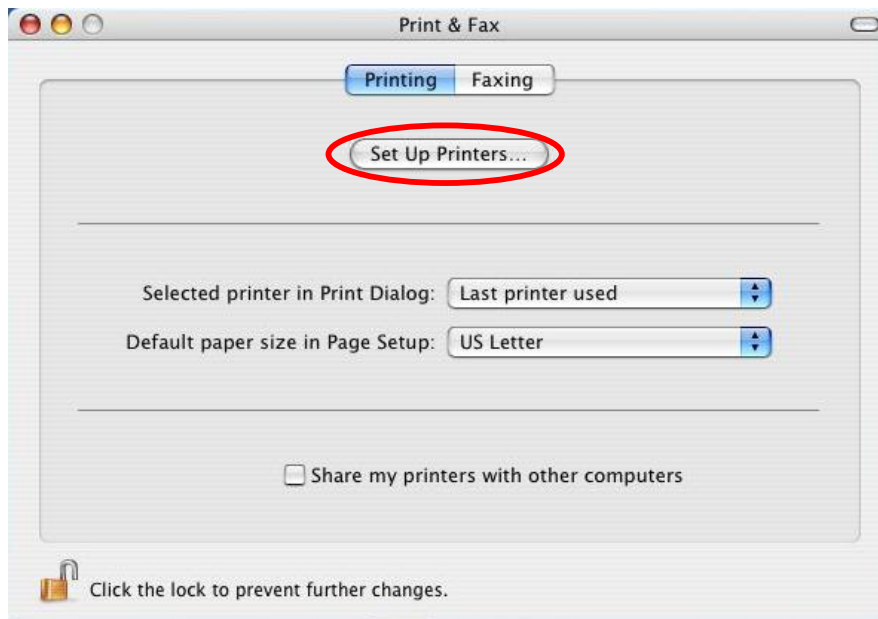 Print & Fax
Printing Faxing
Set Up Printers...
Selected printer in Print Dialog: Last printer used
Default paper size in Page Setup: US Letter
Share my printers with other computers
Click the lock to prevent further changes.